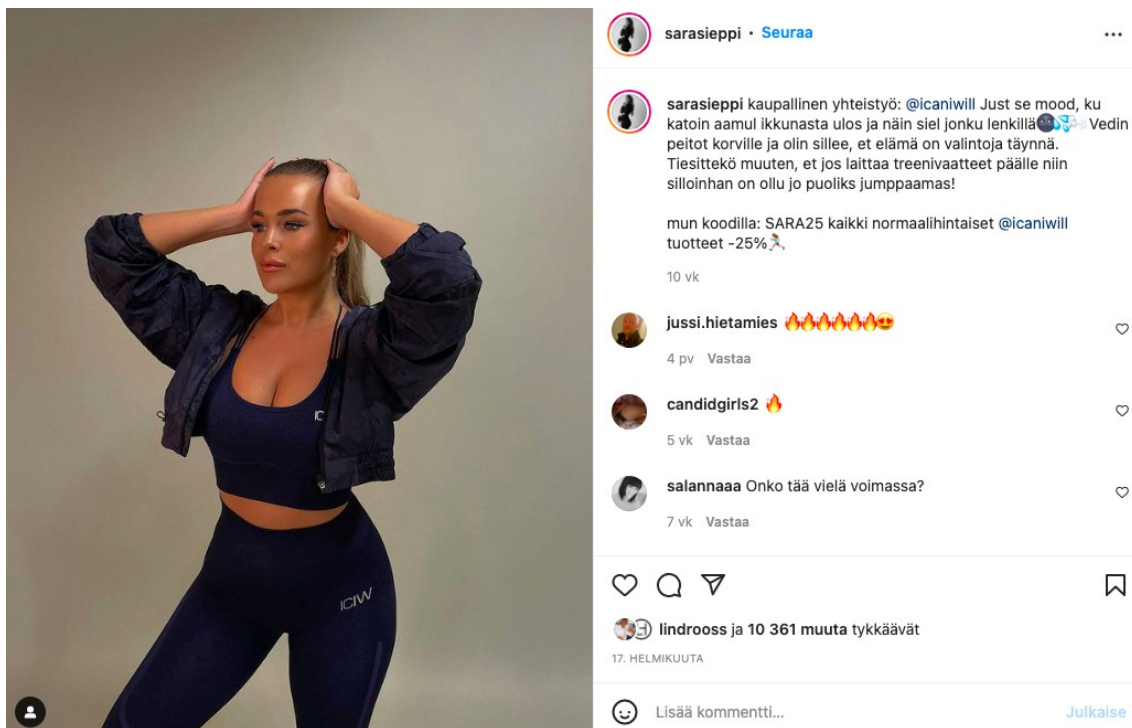 sarasieppi • Seuraa
sarasieppi kaupallinen yhteistyö: @icaniwill Just se mood, ku
katoin aamul ikkunasta ulos ja näin siel jonku lenkillä🌚💦💨 Vedin
peitot korville ja olin sillee, et elämä on valintoja täynnä.
Tiesittekö muuten, et jos laittaa treenivaatteet päälle niin
silloinhan on ollu jo puoliks jumppaamas!
mun koodilla: SARA25 kaikki normaalihintaiset @icaniwill
tuotteet -25%🏃🏼‍♀️
10 vk
jussi.hietamies 🔥🔥🔥🔥🔥🔥😍
4 pv Vastaa
candidgirls2 🔥
5 vk Vastaa
salannaaa Onko tää vielä voimassa?
7 vk Vastaa
lindrooss ja 10 361 muuta tykkäävät
17. HELMIKUUTA
Lisää kommentti... Julkaise
IC
ICIW